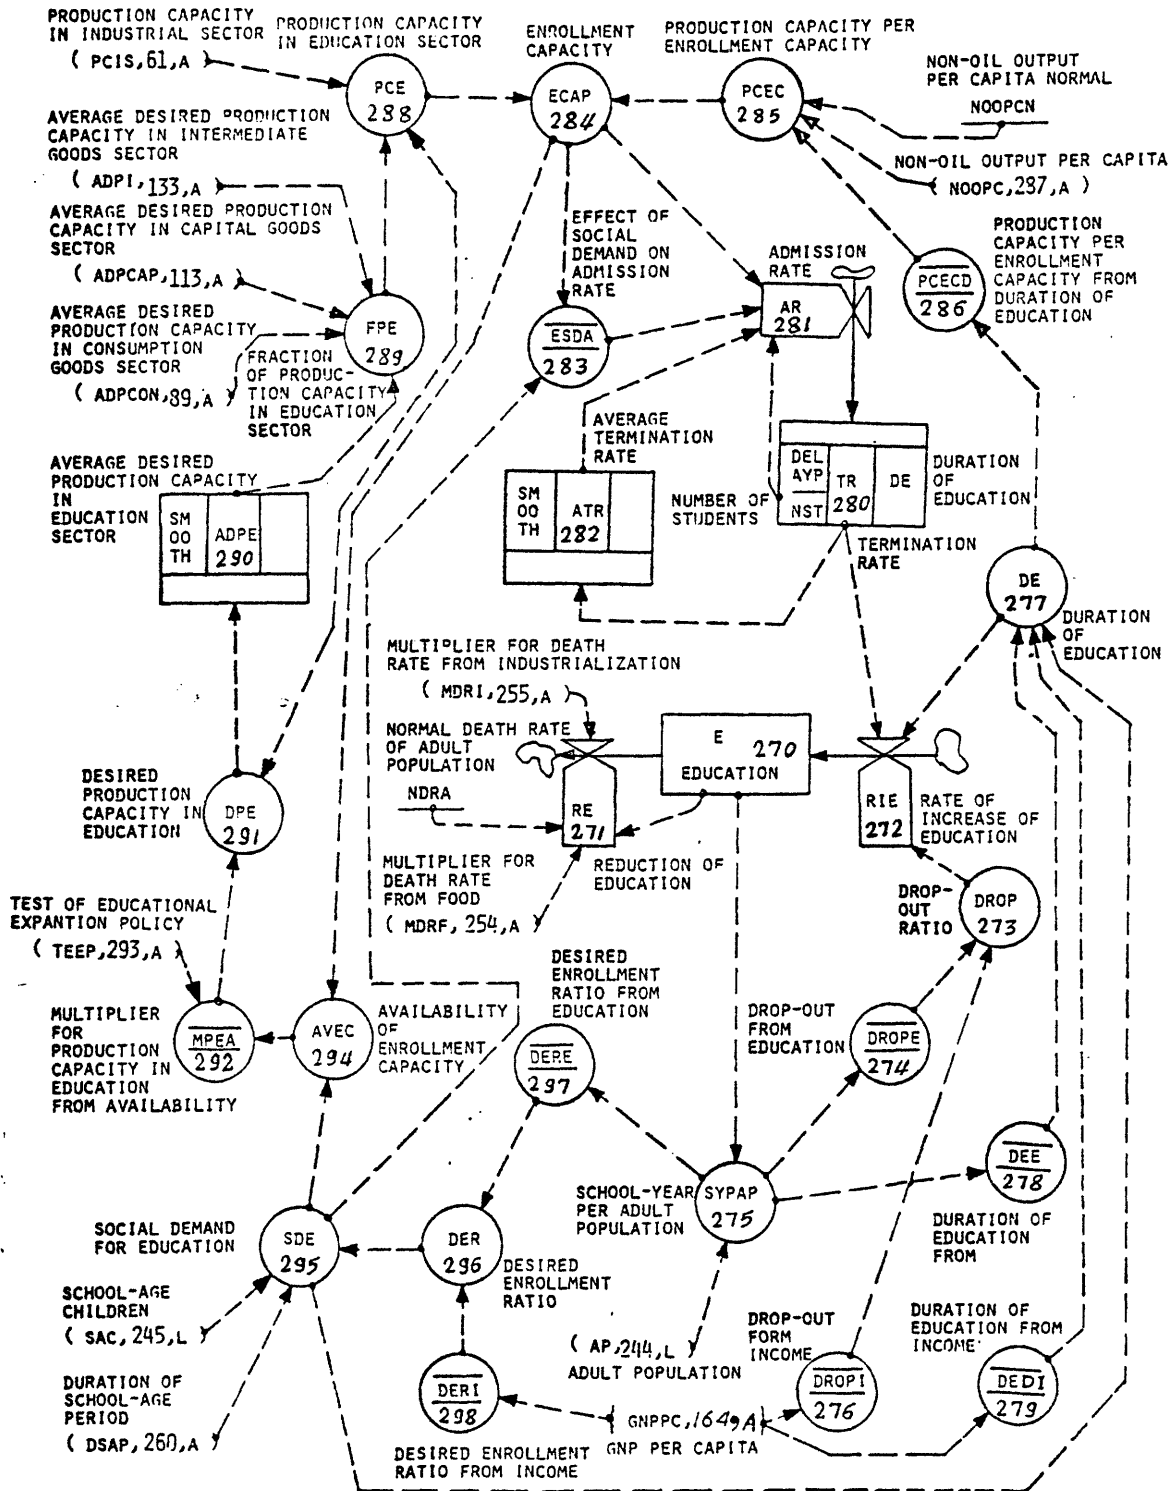 PRODUCTION CAPACITY
IN INDUSTRIAL SECTOR
( PCIS,61,A )
PRODUCTION CAPACITY
IN EDUCATION SECTOR
PCE
288
ENROLLMENT
CAPACITY
ECAP
284
PRODUCTION CAPACITY PER
ENROLLMENT CAPACITY
PCEC
285
NON-OIL OUTPUT
PER CAPITA NORMAL
NOOPCN
NON-OIL OUTPUT PER CAPITA
( NOOPC,237,A )
AVERAGE DESIRED PRODUCTION
CAPACITY IN INTERMEDIATE
GOODS SECTOR
( ADPI,133,A )
AVERAGE DESIRED PRODUCTION
CAPACITY IN CAPITAL GOODS
SECTOR
( ADPCAP,113,A )
AVERAGE DESIRED
PRODUCTION CAPACITY
IN CONSUMPTION
GOODS SECTOR
( ADPCON,89,A )
FPE
289
FRACTION
OF PRODUC-
TION CAPACITY
IN EDUCATION
SECTOR
EFFECT OF
SOCIAL
DEMAND ON
ADMISSION
RATE
ESDA
283
ADMISSION
RATE
AR
281
PCECD
286
PRODUCTION
CAPACITY PER
ENROLLMENT
CAPACITY FROM
DURATION OF
EDUCATION
AVERAGE DESIRED
PRODUCTION CAPACITY
IN
EDUCATION
SECTOR
SM
OO
TH
ADPE
290
AVERAGE
TERMINATION
RATE
SM
OO
TH
ATR
282
NUMBER OF
STUDENTS
DEL
AYP
NST
TR
280
DE
DURATION
OF
EDUCATION
TERMINATION
RATE
DE
277
DURATION
OF
EDUCATION
MULTIPLIER FOR DEATH
RATE FROM INDUSTRIALIZATION
( MDRI,255,A )
NORMAL DEATH RATE
OF ADULT
POPULATION
NDRA
E
270
EDUCATION
RE
271
REDUCTION OF
EDUCATION
RIE
272
RATE OF
INCREASE OF
EDUCATION
MULTIPLIER FOR
DEATH RATE
FROM FOOD
( MDRF,254,A )
DESIRED
PRODUCTION
CAPACITY IN
EDUCATION
DPE
291
DROP-
OUT
RATIO
DROP
273
TEST OF EDUCATIONAL
EXPANTION POLICY
( TEEP,293,A )
MULTIPLIER
FOR
PRODUCTION
CAPACITY IN
EDUCATION
FROM AVAILABILITY
MPEA
292
AVEC
294
AVAILABILITY
OF
ENROLLMENT
CAPACITY
DESIRED
ENROLLMENT
RATIO FROM
EDUCATION
DERE
297
DROP-OUT
FROM
EDUCATION
DROPE
274
DEE
278
DURATION OF
EDUCATION
FROM
SCHOOL-YEAR
PER ADULT
POPULATION
SYPAP
275
SOCIAL DEMAND
FOR EDUCATION
SDE
295
DER
296
DESIRED
ENROLLMENT
RATIO
SCHOOL-AGE
CHILDREN
( SAC,245,L )
DURATION OF
SCHOOL-AGE
PERIOD
( DSAP,260,A )
DERI
298
DESIRED ENROLLMENT
RATIO FROM INCOME
( AP,244,L )
ADULT POPULATION
( GNPPC,164,A )
GNP PER CAPITA
DROP-OUT
FORM
INCOME
DROPI
276
DURATION OF
EDUCATION FROM
INCOME
DEDI
279